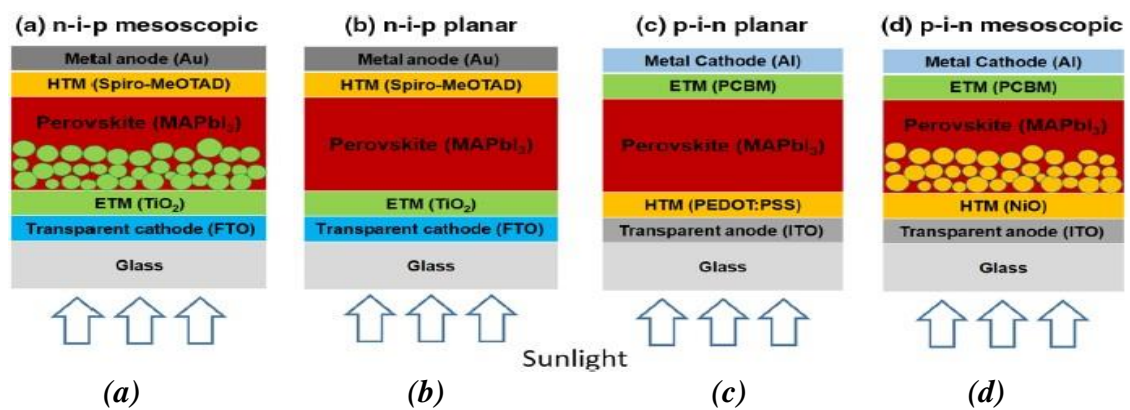 (a) n-i-p mesoscopic
Metal anode (Au)
HTM (Spiro-MeOTAD)
Perovskite (MAPbI₃)
ETM (TiO₂)
Transparent cathode (FTO)
Glass
(b) n-i-p planar
Metal anode (Au)
HTM (Spiro-MeOTAD)
Perovskite (MAPbI₃)
ETM (TiO₂)
Transparent cathode (FTO)
Glass
(c) p-i-n planar
Metal Cathode (Al)
ETM (PCBM)
Perovskite (MAPbI₃)
HTM (PEDOT:PSS)
Transparent anode (ITO)
Glass
(d) p-i-n mesoscopic
Metal Cathode (Al)
ETM (PCBM)
Perovskite (MAPbI₃)
HTM (NiO)
Transparent anode (ITO)
Glass
Sunlight
(a)
(b)
(c)
(d)